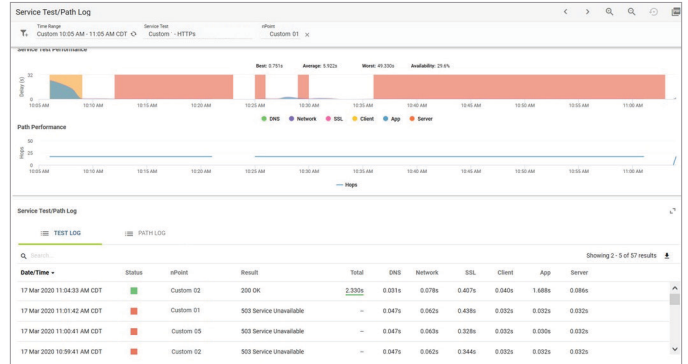 Service Test/Path Log
Time Range Service Test nPoint
Custom 10:05 AM - 11:05 AM CDT Custom - HTTPs Custom 01 ×
Service Test Performance
Best: 0.781s Average: 5.922s Worst: 49.330s Availability: 29.6%
Delay (s)
32
0
10:05 AM 10:10 AM 10:15 AM 10:20 AM 10:25 AM 10:30 AM 10:35 AM 10:40 AM 10:45 AM 10:50 AM 10:55 AM 11:00 AM
DNS Network SSL Client App Server
Path Performance
Hops
50
25
0
10:05 AM 10:10 AM 10:15 AM 10:20 AM 10:25 AM 10:30 AM 10:35 AM 10:40 AM 10:45 AM 10:50 AM 10:55 AM 11:00 AM
Hops
Service Test/Path Log
TEST LOG PATH LOG
Search... Showing 2 - 5 of 57 results
Date/Time Status nPoint Result Total DNS Network SSL Client App Server
17 Mar 2020 11:04:33 AM CDT Custom 02 200 OK 2.330s 0.031s 0.078s 0.407s 0.040s 1.688s 0.086s
17 Mar 2020 11:01:42 AM CDT Custom 01 503 Service Unavailable -- 0.047s 0.062s 0.438s 0.032s 0.032s 0.032s
17 Mar 2020 11:00:41 AM CDT Custom 05 503 Service Unavailable -- 0.047s 0.063s 0.328s 0.032s 0.030s 0.032s
17 Mar 2020 10:59:41 AM CDT Custom 02 503 Service Unavailable -- 0.047s 0.062s 0.344s 0.032s 0.032s 0.032s